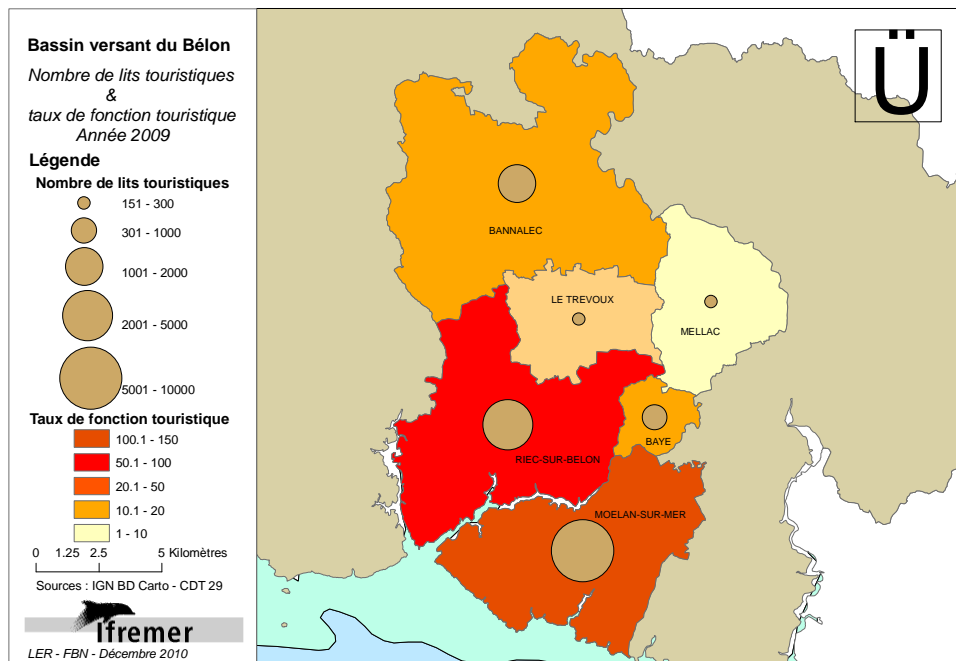 Bassin versant du Bélon
Nombre de lits touristiques
&
taux de fonction touristique
Année 2009
Légende
Nombre de lits touristiques
151 - 300
301 - 1000
1001 - 2000
2001 - 5000
5001 - 10000
Taux de fonction touristique
100.1 - 150
50.1 - 100
20.1 - 50
10.1 - 20
1 - 10
0 1.25 2.5 5 Kilomètres
Sources : IGN BD Carto - CDT 29
Ifremer
LER - FBN - Décembre 2010
Ü
BANNALEC
LE TREVOUX
MELLAC
BAYE
RIEC-SUR-BELON
MOELAN-SUR-MER